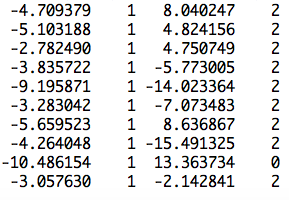 -4.709379 1 8.040247 2
-5.103188 1 4.824156 2
-2.782490 1 4.750749 2
-3.835722 1 -5.773005 2
-9.195871 1 -14.023364 2
-3.283042 1 -7.073483 2
-5.659523 1 8.636867 2
-4.264048 1 -15.491325 2
-10.486154 1 13.363734 0
-3.057630 1 -2.142841 2